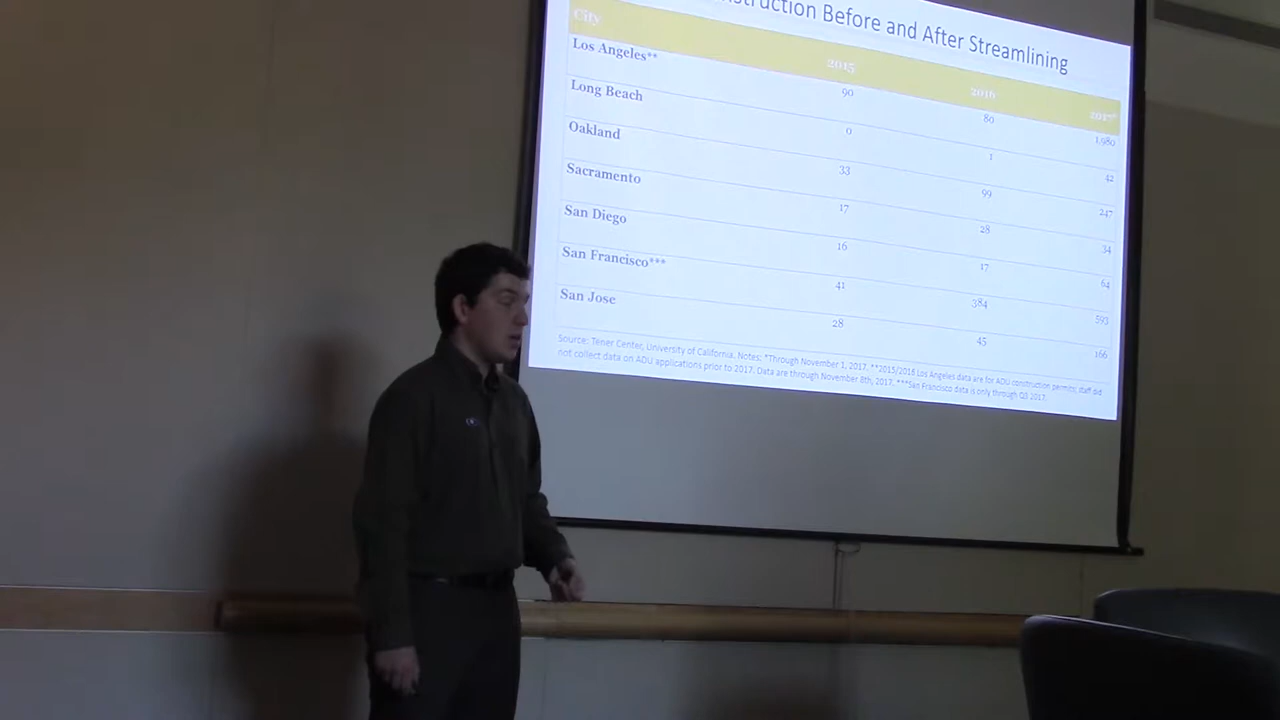 struction Before and After Streamlining
City 2015 2016 2017*
Los Angeles** 90 80 1,980
Long Beach 0 1 42
Oakland 33 99 247
Sacramento 17 28 34
San Diego 16 17 64
San Francisco*** 41 384 593
San Jose 28 45 166
Source: Terner Center, University of California. Notes: *Through November 1, 2017. **2015/2016 Los Angeles data are for ADU construction permits; staff did
not collect data on ADU applications prior to 2017. Data are through November 8th, 2017. ***San Francisco data is only through Q3 2017.